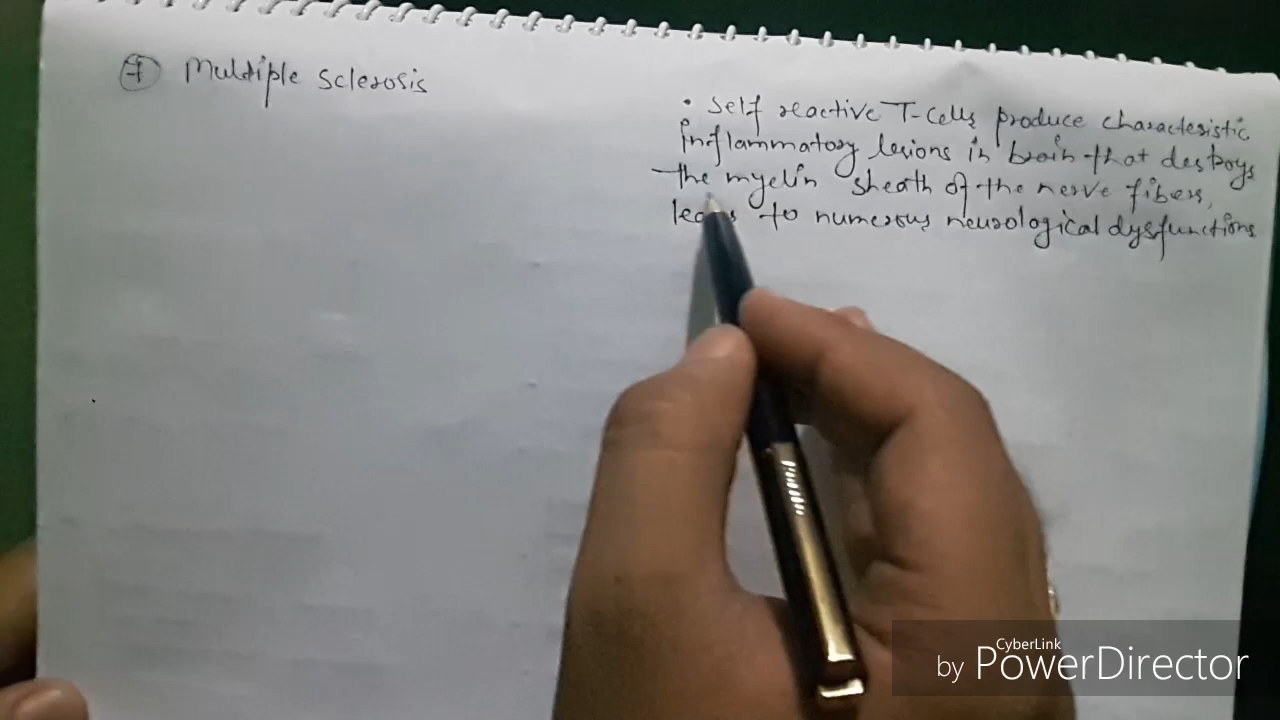 7 Multiple Sclerosis
• Self reactive T-Cells produce characteristic
inflammatory lesions in brain that destroys
the myelin sheath of the nerve fibers,
to numerous neurological dysfunctions
CyberLink
by PowerDirector